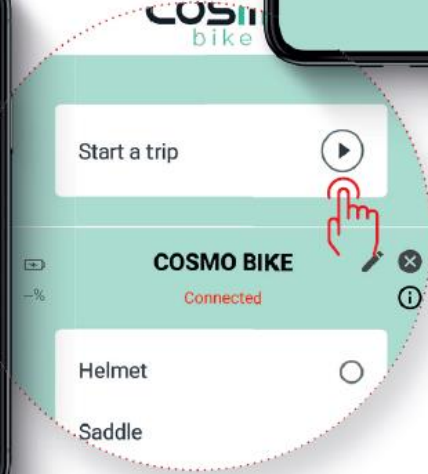 bike
Start a trip
COSMO BIKE
--%
Connected
Helmet
Saddle